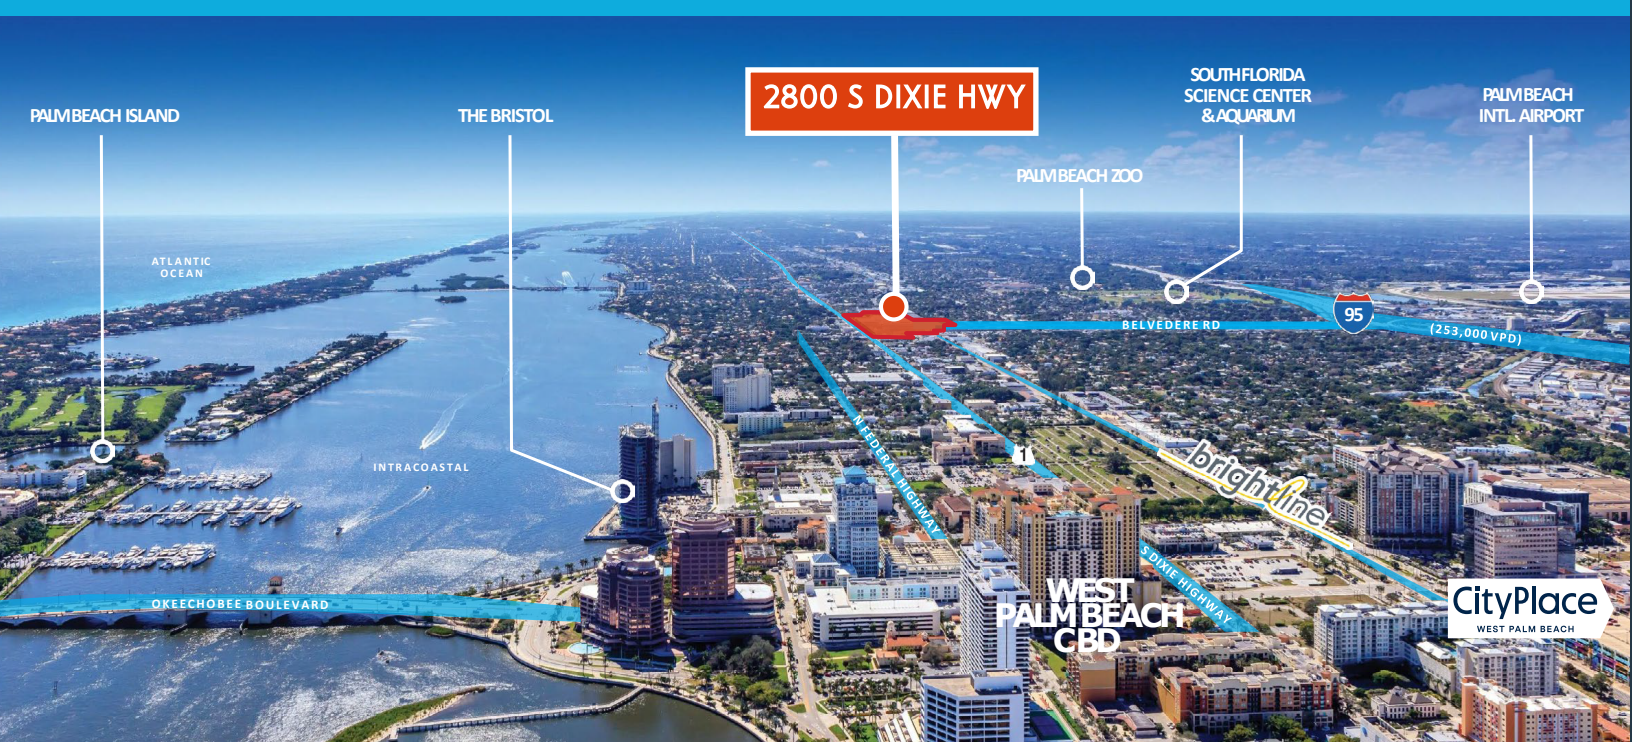 2800 S DIXIE HWY
SOUTH FLORIDA
SCIENCE CENTER
& AQUARIUM
PALM BEACH
INTL. AIRPORT
PALM BEACH ISLAND
THE BRISTOL
PALM BEACH ZOO
ATLANTIC
OCEAN
95
BELVEDERE RD
(253,000 VPD)
N FEDERAL HIGHWAY
1
brightline
INTRACOASTAL
S DIXIE HIGHWAY
WEST
PALM BEACH
CBD
CityPlace
WEST PALM BEACH
OKEECHOBEE BOULEVARD